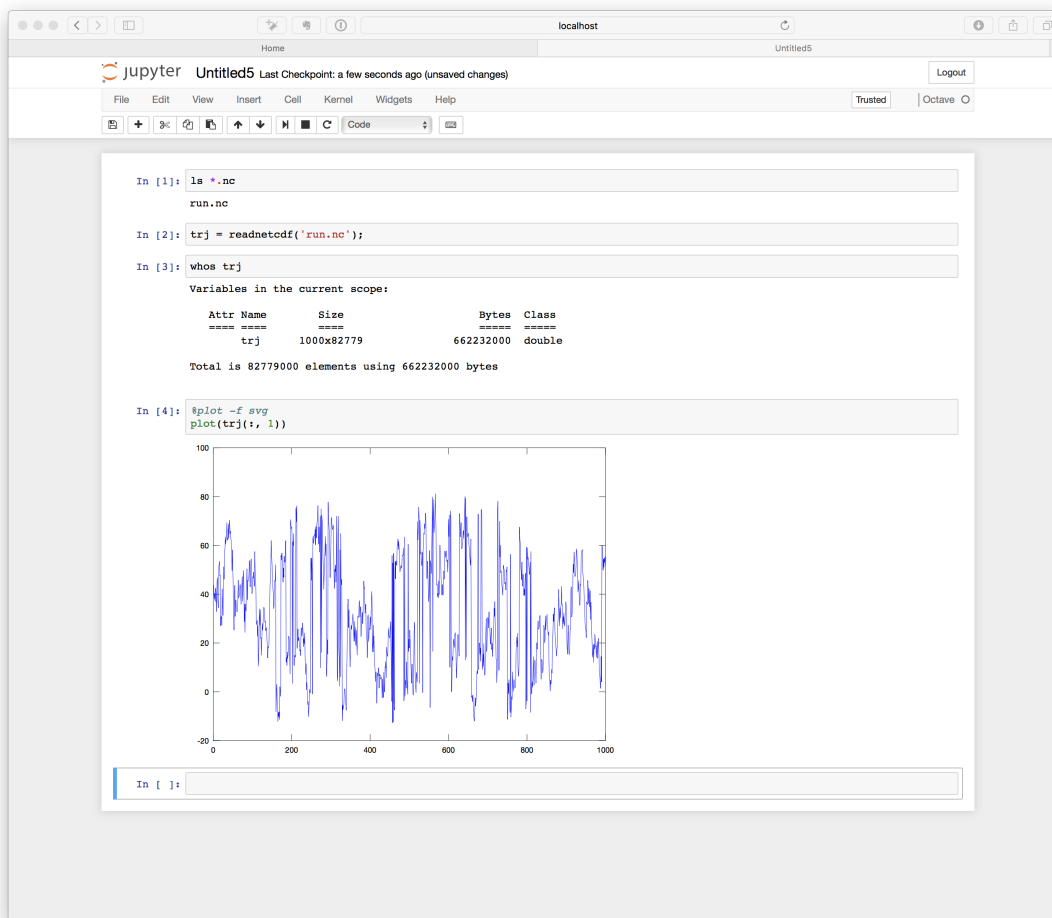 localhost
Home Untitled5
jupyter Untitled5 Last Checkpoint: a few seconds ago (unsaved changes) Logout
File Edit View Insert Cell Kernel Widgets Help Trusted Octave
Code
In [1]: ls *.nc
run.nc
In [2]: trj = readnetcdf('run.nc');
In [3]: whos trj
Variables in the current scope:
Attr Name Size Bytes Class
==== ==== ==== ===== =====
trj 1000x82779 662232000 double
Total is 82779000 elements using 662232000 bytes
In [4]: %plot -f svg
plot(trj(:, 1))
100
80
60
40
20
0
-20
0 200 400 600 800 1000
In [ ]: